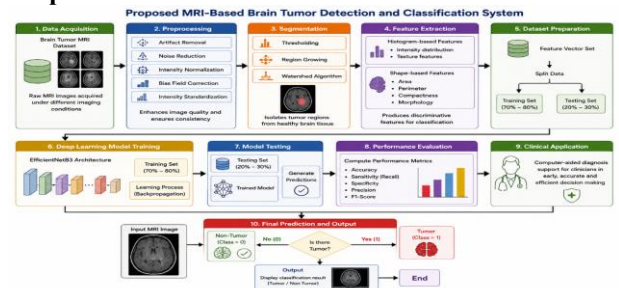 Proposed MRI-Based Brain Tumor Detection and Classification System
1. Data Acquisition
Brain Tumor MRI
Dataset
Raw MRI images acquired
under different imaging
conditions
2. Preprocessing
Artifact Removal
Noise Reduction
Intensity Normalization
Bias Field Correction
Intensity Standardization
Enhances image quality and
ensures consistency
3. Segmentation
Thresholding
Region Growing
Watershed Algorithm
Isolates tumor regions
from healthy brain tissue
4. Feature Extraction
Histogram-based Features
• Intensity distribution
• Texture features
Shape-based Features
• Area
• Perimeter
• Compactness
• Morphology
Produces discriminative
features for classification
5. Dataset Preparation
Feature Vector Set
Split Data
Training Set
(70% – 80%)
Testing Set
(20% – 30%)
6. Deep Learning Model Training
EfficientNetB3 Architecture
Training Set
(70% – 80%)
Learning Process
(Backpropagation)
7. Model Testing
Testing Set
(20% – 30%)
Trained Model
Generate
Predictions
8. Performance Evaluation
Compute Performance Metrics
• Accuracy
• Sensitivity (Recall)
• Specificity
• Precision
• F1-Score
9. Clinical Application
Computer-aided diagnosis
support for clinicians in
early, accurate and
efficient decision making
10. Final Prediction and Output
Input MRI Image
Non-Tumor
(Class = 0)
No (0)
Is there
Tumor?
Yes (1)
Tumor
(Class = 1)
Output
Display classification result
(Tumor / Non-Tumor)
End